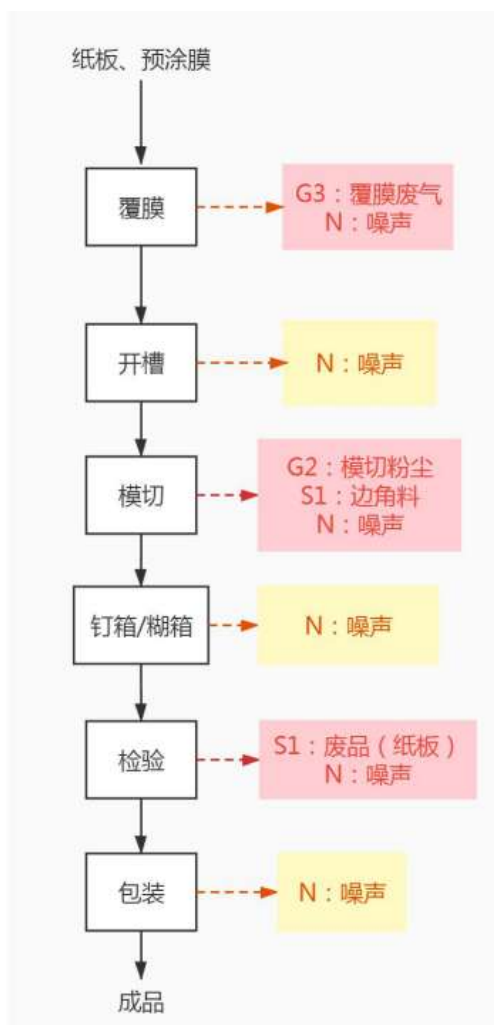 纸板、预涂膜
覆膜
G3：覆膜废气
N：噪声
开槽
N：噪声
模切
G2：模切粉尘
S1：边角料
N：噪声
钉箱/糊箱
N：噪声
检验
S1：废品（纸板）
N：噪声
包装
N：噪声
成品